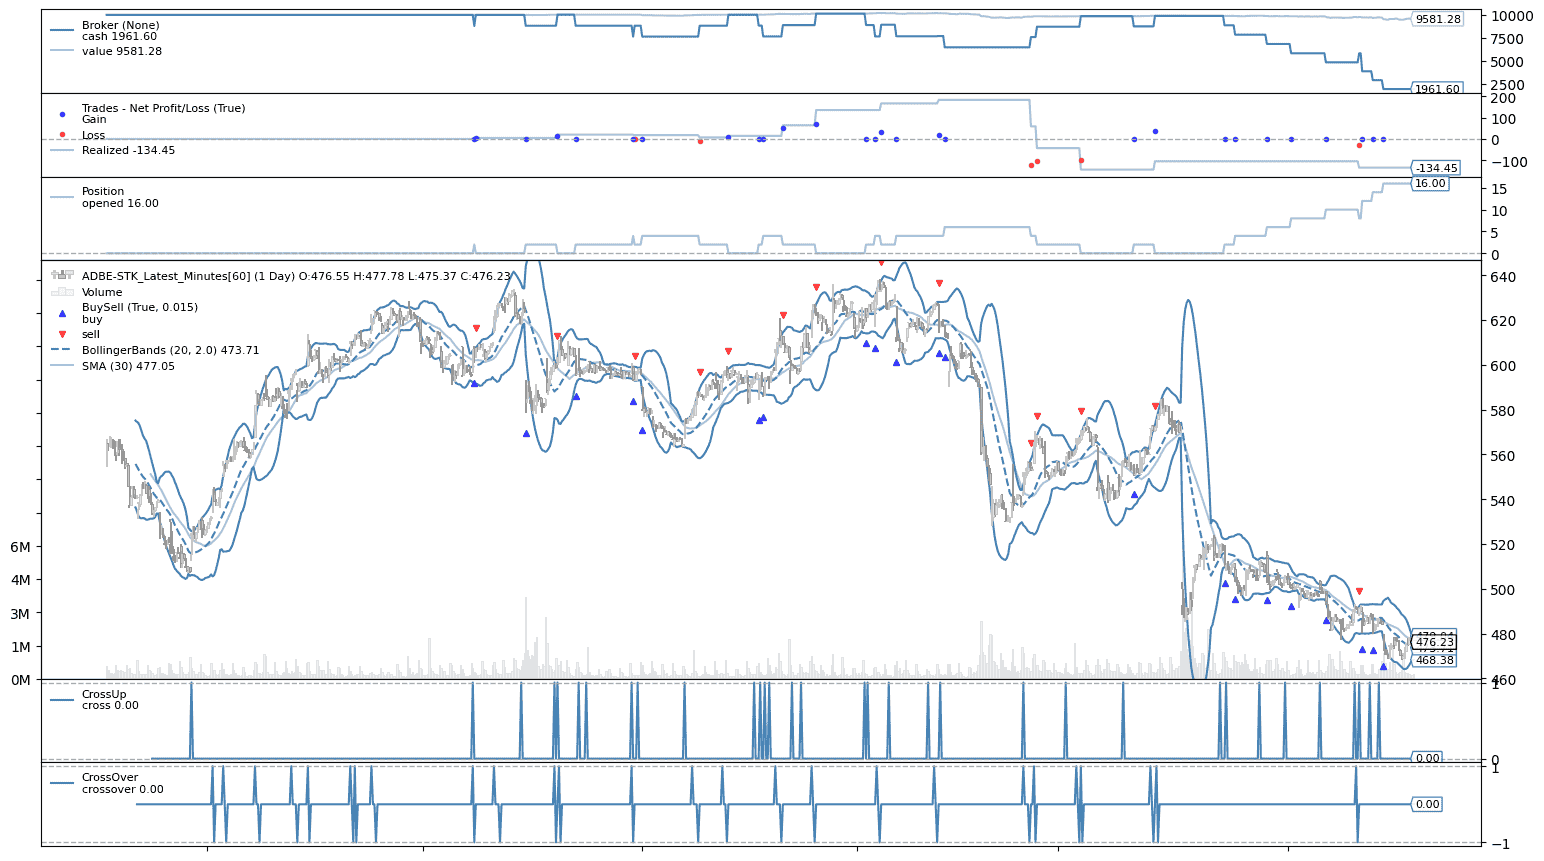 Broker (None)
cash 1961.60
value 9581.28
9581.28
10000
7500
5000
2500
1961.60
Trades - Net Profit/Loss (True)
Gain
Loss
Realized -134.45
200
100
0
−100
-134.45
Position
opened 16.00
16.00
15
10
5
0
ADBE-STK_Latest_Minutes[60] (1 Day) O:476.55 H:477.78 L:475.37 C:476.23
Volume
BuySell (True, 0.015)
buy
sell
BollingerBands (20, 2.0) 473.71
SMA (30) 477.05
640
620
600
580
560
540
520
500
480
460
476.23
468.38
6M
4M
3M
1M
0M
CrossUp
cross 0.00
1
0
0.00
CrossOver
crossover 0.00
1
0.00
−1